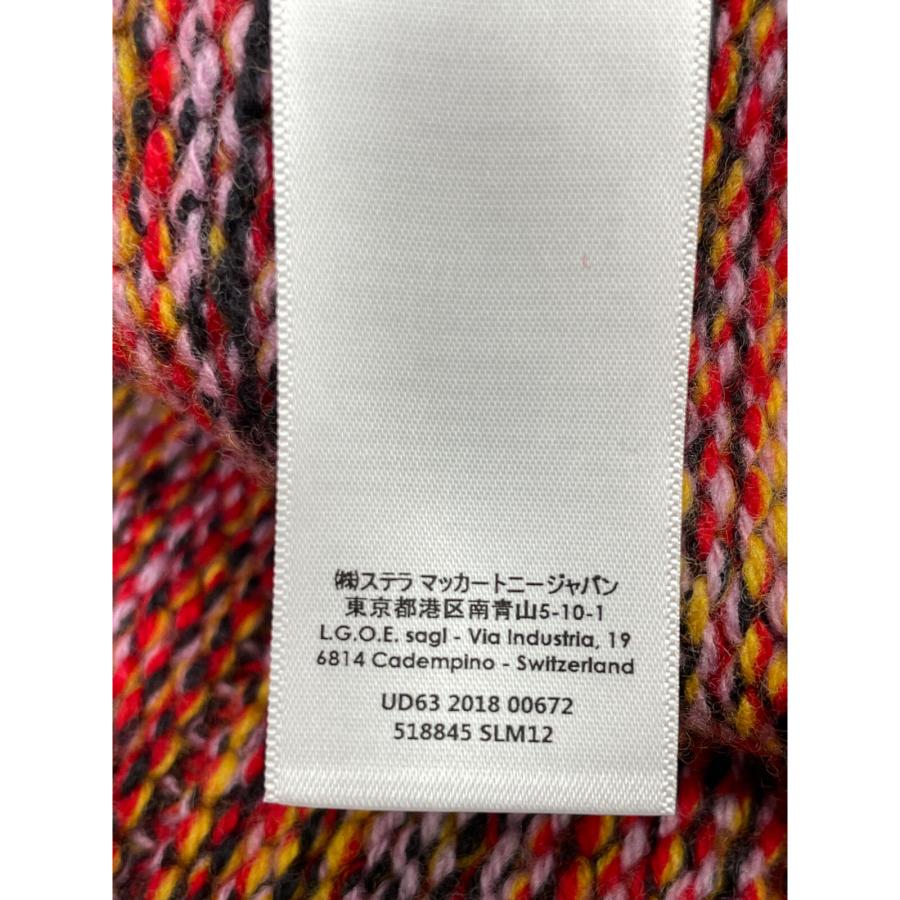 ㈱ステラ マッカートニージャパン
東京都港区南青山5-10-1
L.G.O.E. sagl - Via Industria, 19
6814 Cadempino - Switzerland
UD63 2018 00672
518845 SLM12